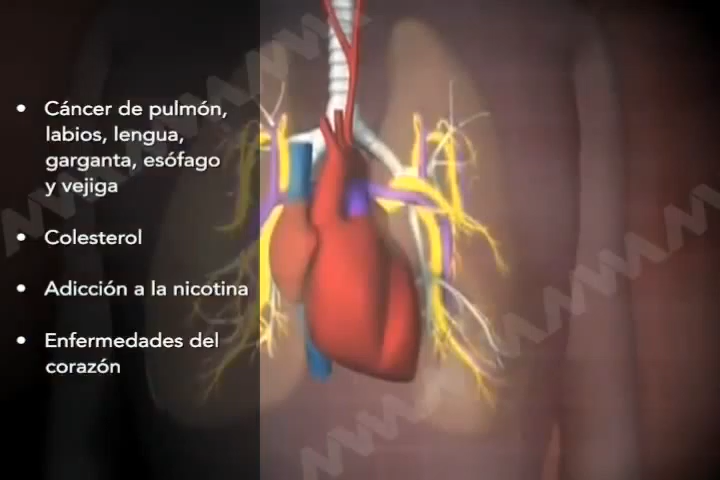 • Cáncer de pulmón,
labios, lengua,
garganta, esófago
y vejiga
• Colesterol
• Adicción a la nicotina
• Enfermedades del
corazón